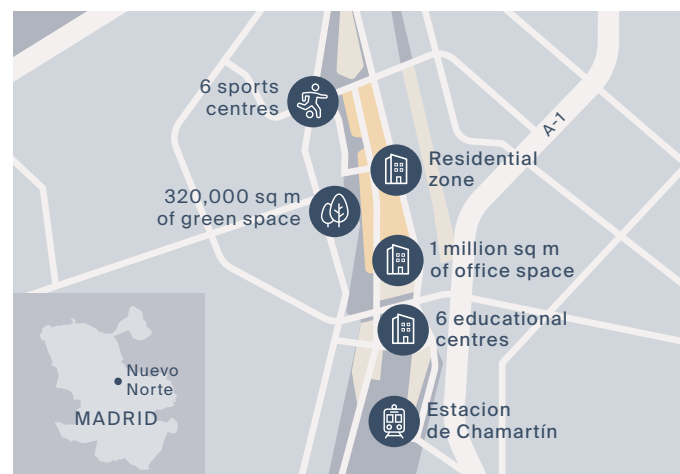 6 sports
centres
A-1
Residential
zone
320,000 sq m
of green space
1 million sq m
of office space
6 educational
centres
Nuevo
Norte
MADRID
Estacion
de Chamartín